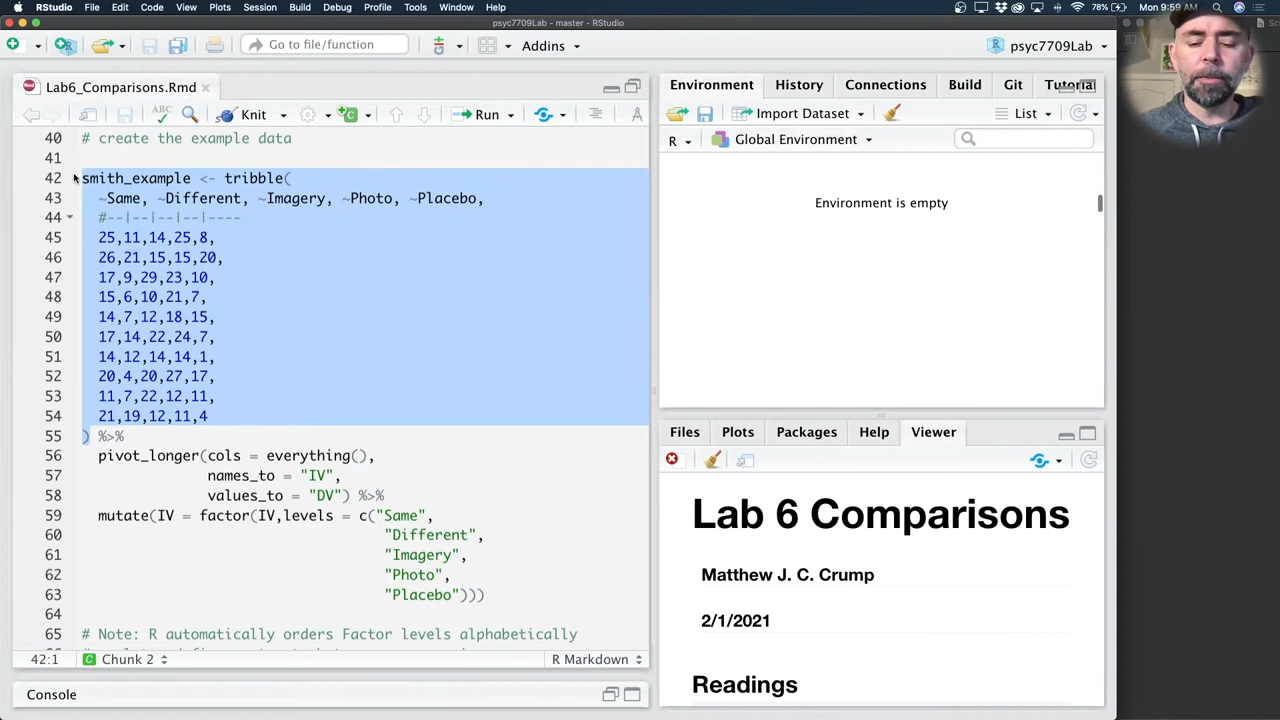 RStudio File Edit Code View Plots Session Build Debug Profile Tools Window Help 78% Mon 9:59 AM
psyc7709Lab - master - RStudio
Go to file/function Addins psyc7709Lab
Lab6_Comparisons.Rmd
ABC Knit Run
40 # create the example data
41
42 smith_example <- tribble(
43 ~Same, ~Different, ~Imagery, ~Photo, ~Placebo,
44 #--|--|--|--|----
45 25,11,14,25,8,
46 26,21,15,15,20,
47 17,9,29,23,10,
48 15,6,10,21,7,
49 14,7,12,18,15,
50 17,14,22,24,7,
51 14,12,14,14,1,
52 20,4,20,27,17,
53 11,7,22,12,11,
54 21,19,12,11,4
55 ) %>%
56 pivot_longer(cols = everything(),
57 names_to = "IV",
58 values_to = "DV") %>%
59 mutate(IV = factor(IV,levels = c("Same",
60 "Different",
61 "Imagery",
62 "Photo",
63 "Placebo")))
64
65 # Note: R automatically orders Factor levels alphabetically
42:1 Chunk 2 R Markdown
Console
Environment History Connections Build Git Tutorial
Import Dataset List
R Global Environment
Environment is empty
Files Plots Packages Help Viewer
Lab 6 Comparisons
Matthew J. C. Crump
2/1/2021
Readings